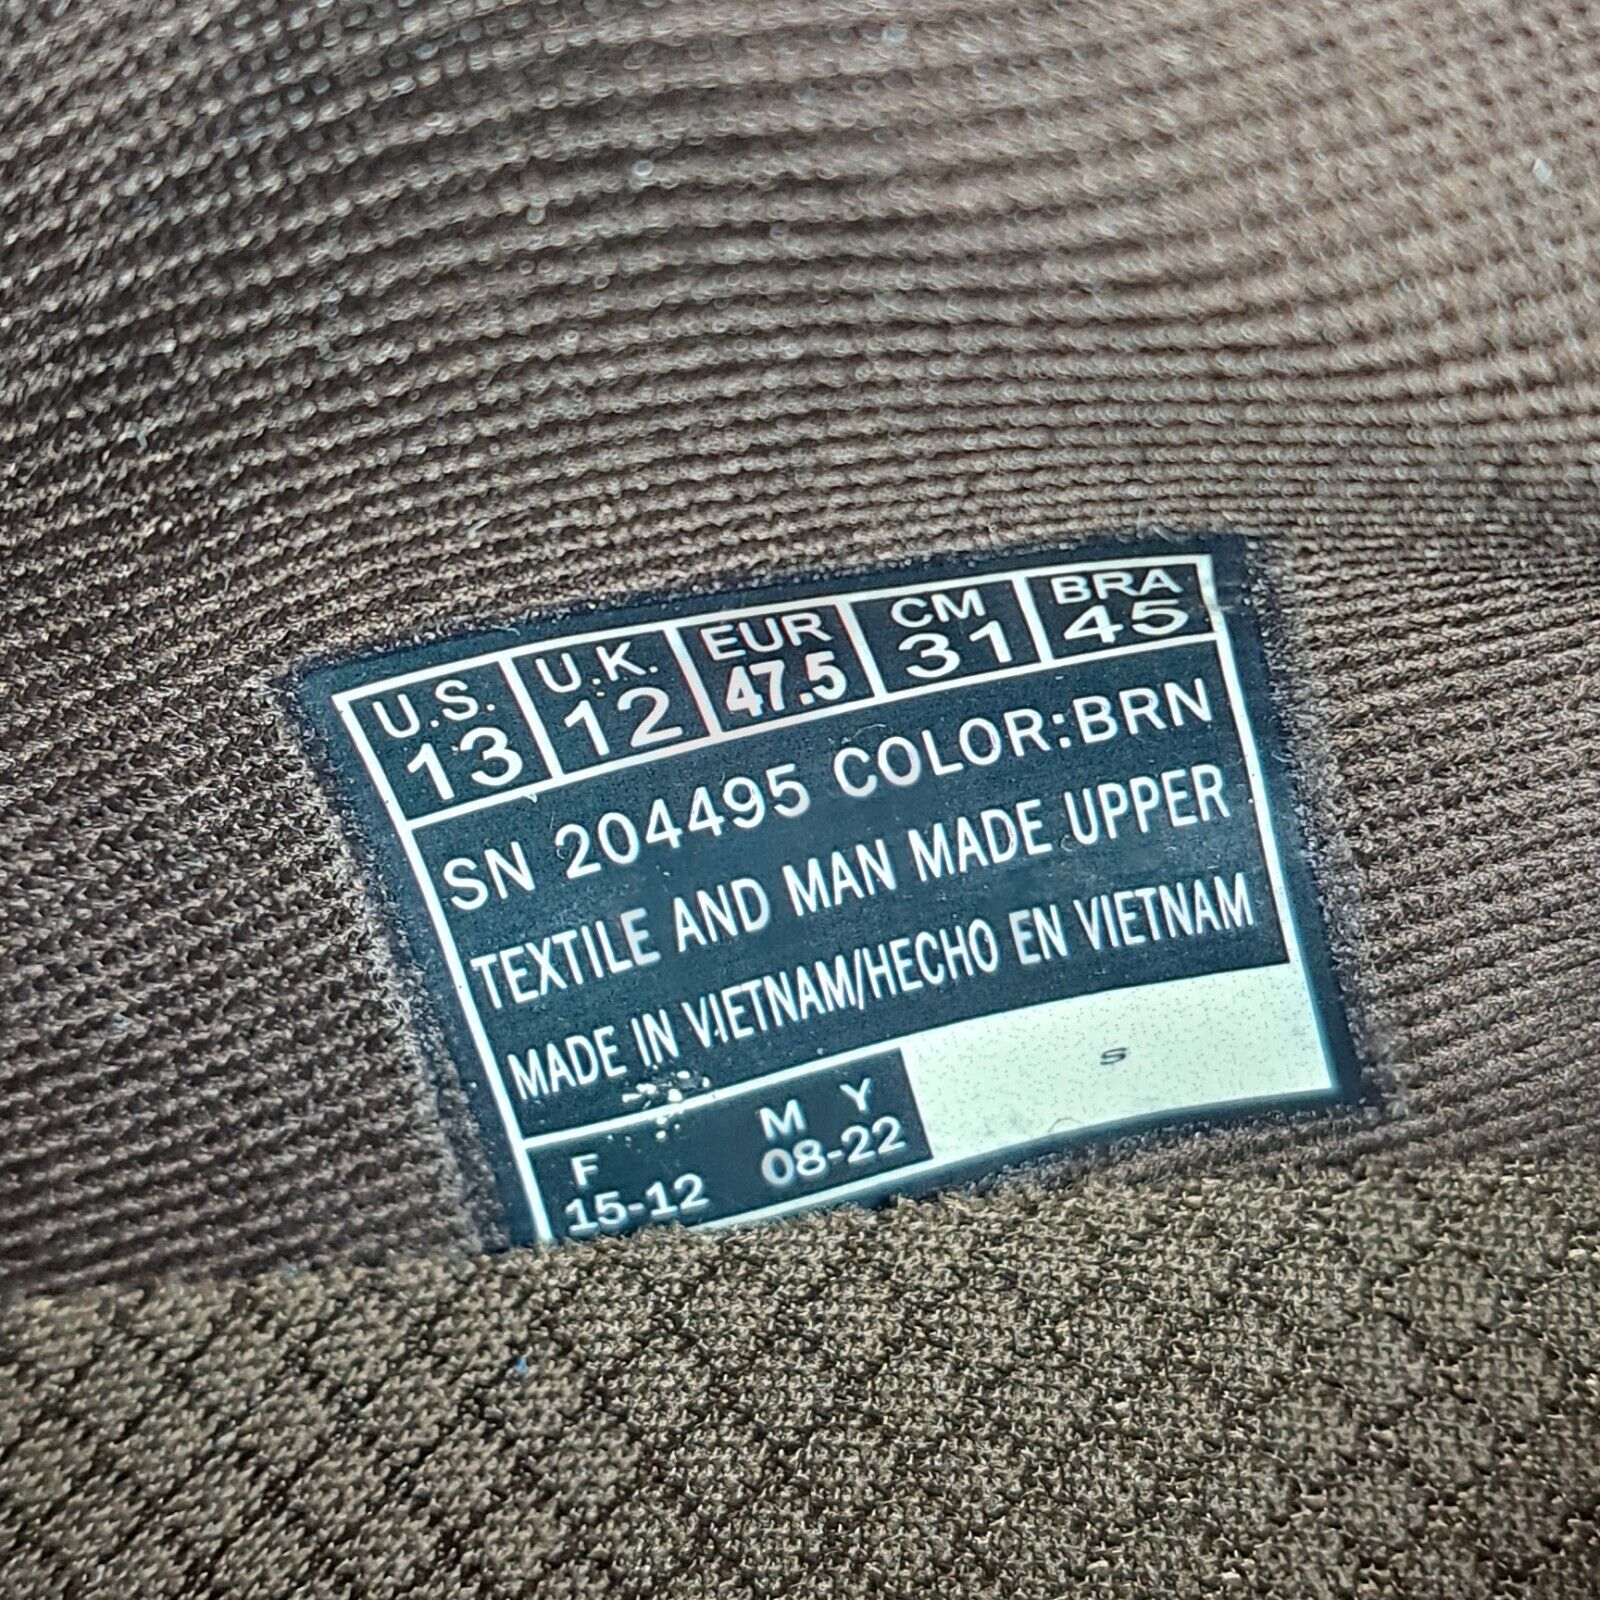 U.S. U.K. EUR CM BRA
13 12 47.5 31 45
SN 204495 COLOR:BRN
TEXTILE AND MAN MADE UPPER
MADE IN VIETNAM/HECHO EN VIETNAM
F M Y S
15-12 08-22